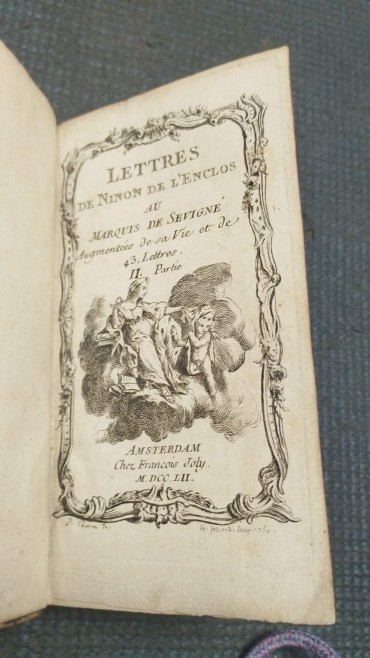 LETTRES
DE NINON DE L'ENCLOS
AU
MARQUIS DE SEVIGNÉ
Augmentées de sa Vie et de
43. Lettres.
II. Partie
AMSTERDAM
Chez Francois Joly.
M.DCC.LII.